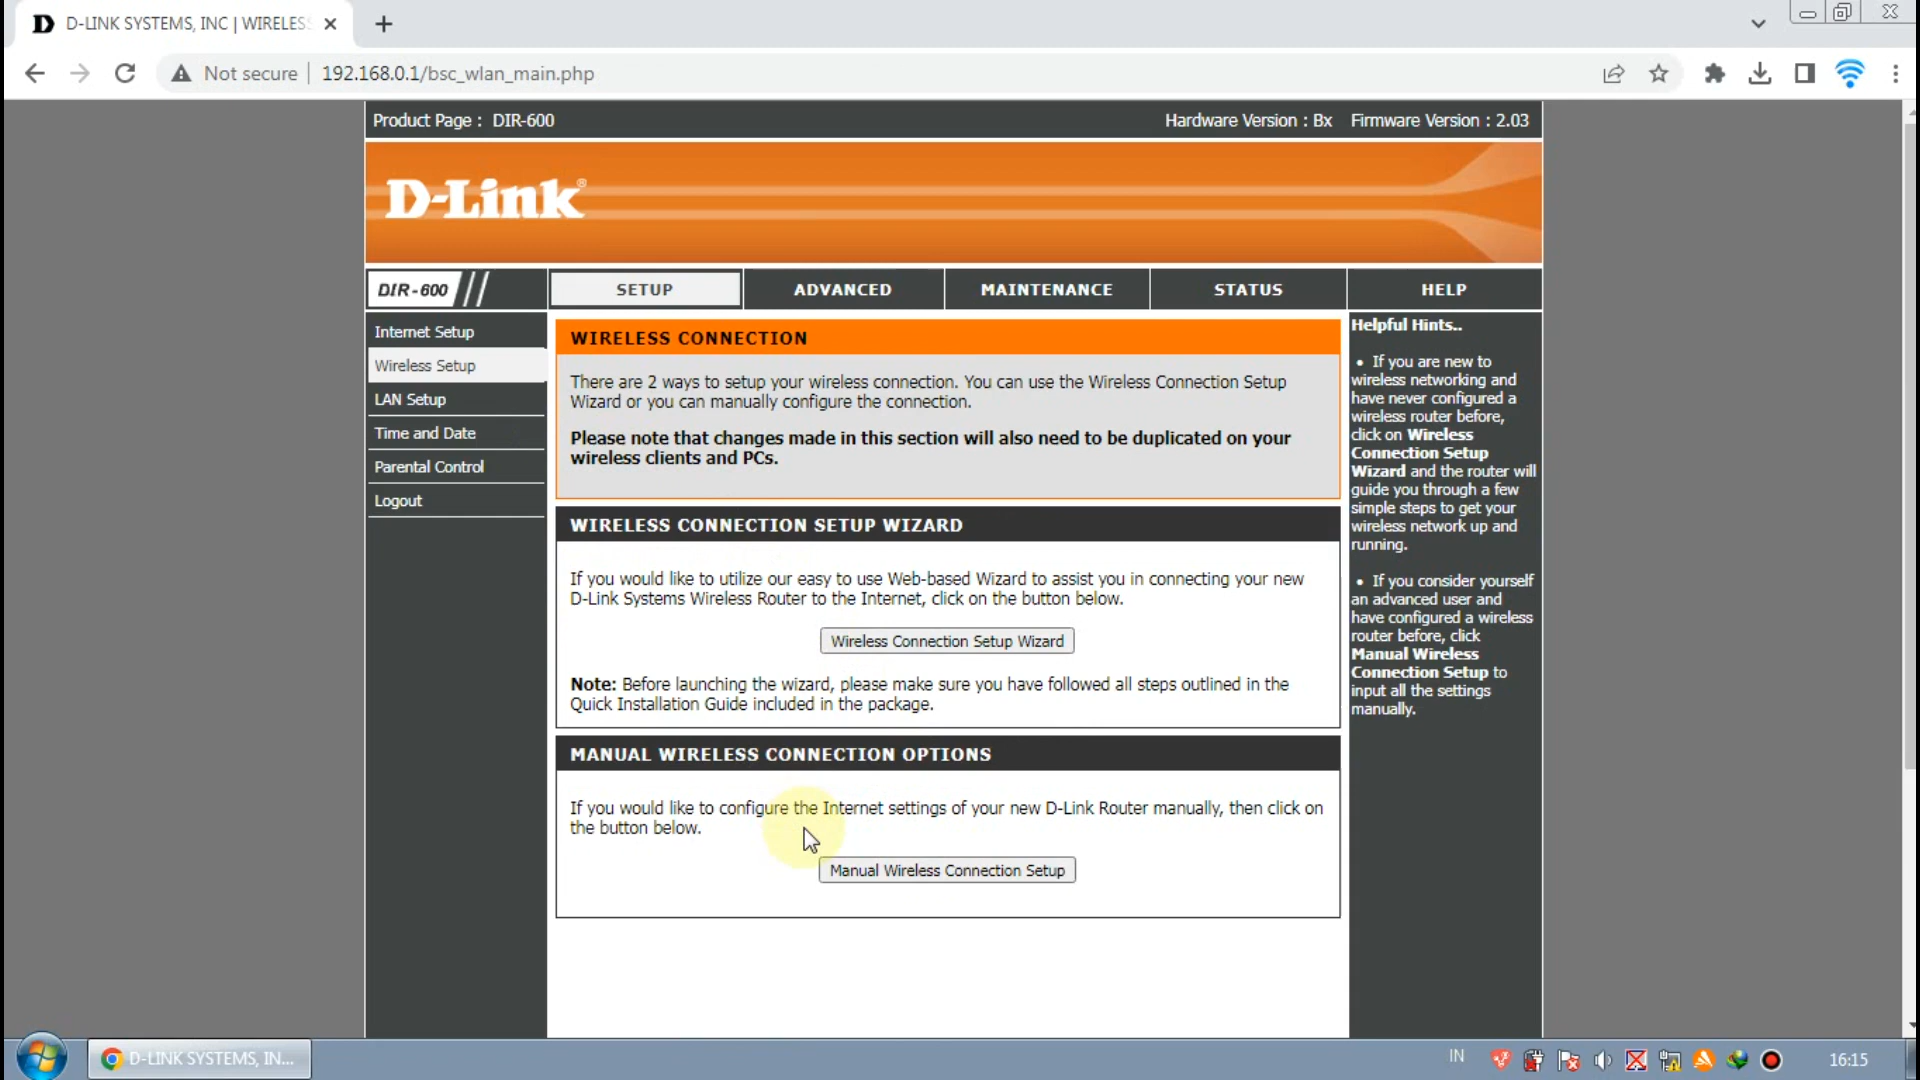 D-LINK SYSTEMS, INC | WIRELESS
Not secure
192.168.0.1/bsc_wlan_main.php
Product Page : DIR-600
Hardware Version : Bx Firmware Version : 2.03
D-Link®
DIR-600
SETUP
ADVANCED
MAINTENANCE
STATUS
HELP
Internet Setup
Wireless Setup
LAN Setup
Time and Date
Parental Control
Logout
WIRELESS CONNECTION
There are 2 ways to setup your wireless connection. You can use the Wireless Connection Setup
Wizard or you can manually configure the connection.
Please note that changes made in this section will also need to be duplicated on your
wireless clients and PCs.
WIRELESS CONNECTION SETUP WIZARD
If you would like to utilize our easy to use Web-based Wizard to assist you in connecting your new
D-Link Systems Wireless Router to the Internet, click on the button below.
Wireless Connection Setup Wizard
Note: Before launching the wizard, please make sure you have followed all steps outlined in the
Quick Installation Guide included in the package.
MANUAL WIRELESS CONNECTION OPTIONS
If you would like to configure the Internet settings of your new D-Link Router manually, then click on
the button below.
Manual Wireless Connection Setup
Helpful Hints..
• If you are new to
wireless networking and
have never configured a
wireless router before,
click on Wireless
Connection Setup
Wizard and the router will
guide you through a few
simple steps to get your
wireless network up and
running.
• If you consider yourself
an advanced user and
have configured a wireless
router before, click
Manual Wireless
Connection Setup to
input all the settings
manually.
D-LINK SYSTEMS, IN...
IN
16:15